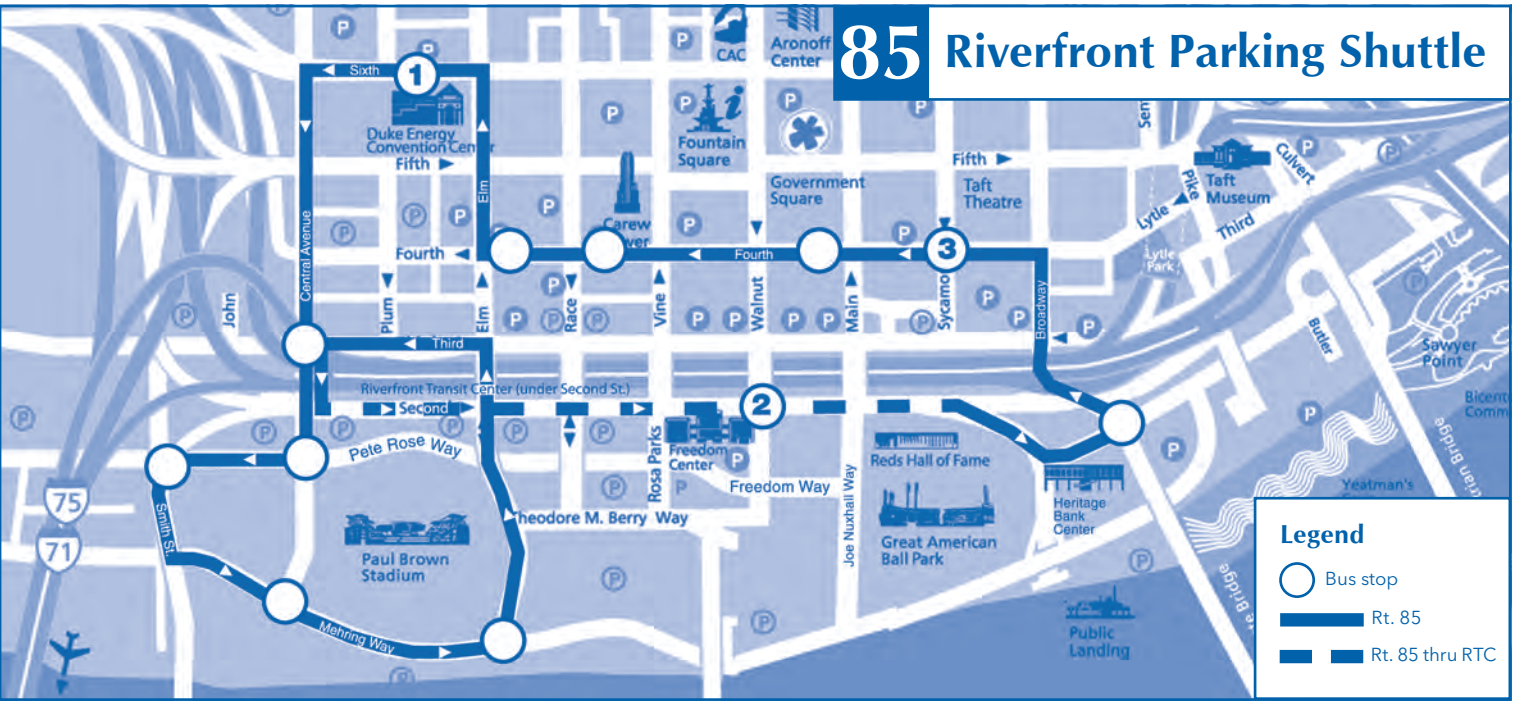 85 Riverfront Parking Shuttle
CAC
Aronoff
Center
Sixth
1
Duke Energy
Convention Center
Fifth
Fountain
Square
Government
Square
Fifth
Taft
Theatre
Pike
Taft
Museum
Culvert
Lytle
Third
Lytle
Park
Elm
Central Avenue
Carew
Fourth
Fourth
3
John
Plum
Elm
Race
Vine
Walnut
Main
Broadway
Butler
Sawyer
Point
Third
Riverfront Transit Center (under Second St.)
Second
2
Pete Rose Way
Rosa Parks
Freedom
Center
Reds Hall of Fame
Freedom Way
Joe Nuxhall Way
Heritage
Bank
Center
Yeatman's
75
71
Smith St.
Theodore M. Berry Way
Paul Brown
Stadium
Great American
Ball Park
Mehring Way
Public
Landing
Legend
Bus stop
Rt. 85
Rt. 85 thru RTC
P